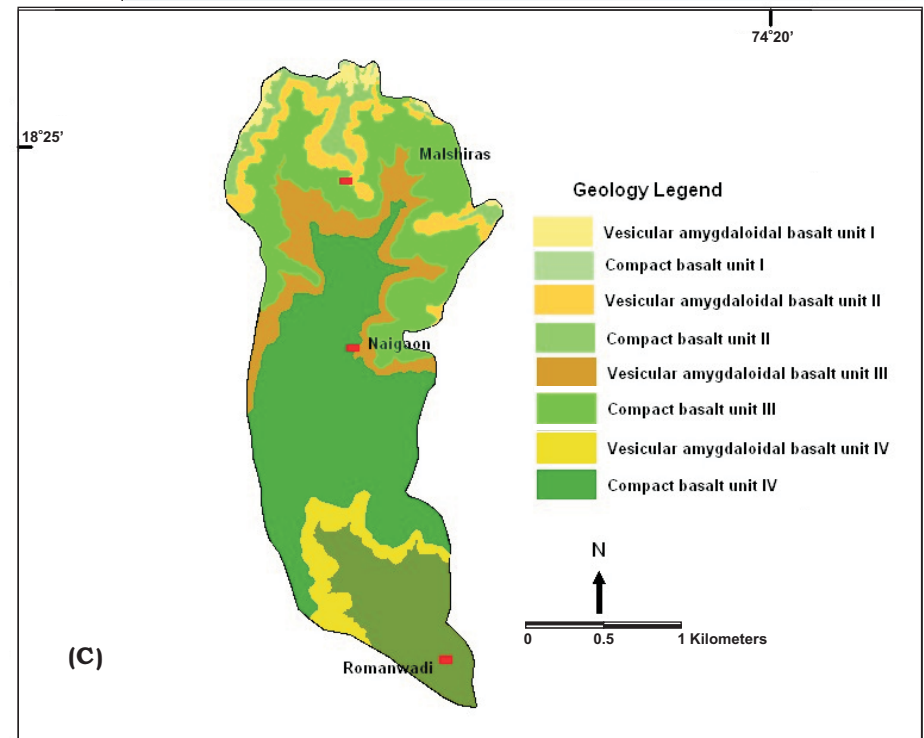 74°20'
18°25'
Malshiras
Geology Legend
Vesicular amygdaloidal basalt unit I
Compact basalt unit I
Vesicular amygdaloidal basalt unit II
Compact basalt unit II
Naigaon
Vesicular amygdaloidal basalt unit III
Compact basalt unit III
Vesicular amygdaloidal basalt unit IV
Compact basalt unit IV
N
0 0.5 1 Kilometers
(C)
Romanwadi